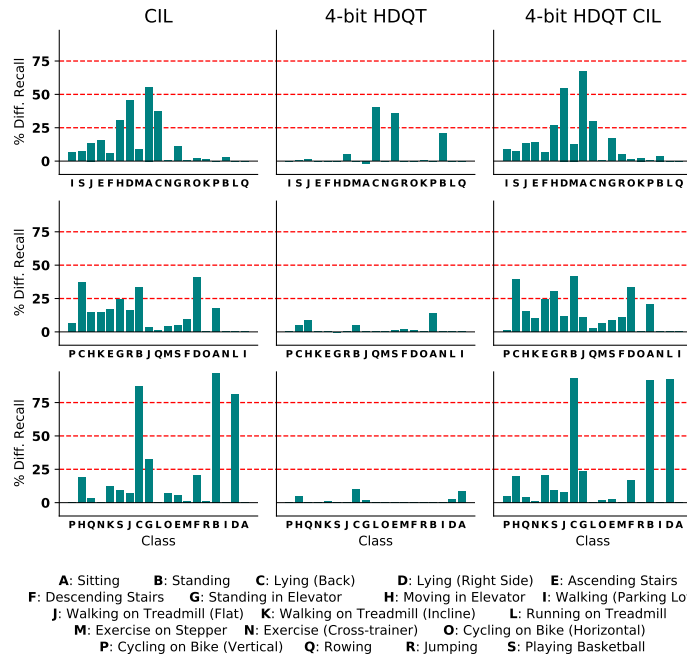 CIL 4-bit HDQT 4-bit HDQT CIL
% Diff. Recall
75
50
25
0
I S J E F H D M A C N G R O K P B L Q
I S J E F H D M A C N G R O K P B L Q
I S J E F H D M A C N G R O K P B L Q
% Diff. Recall
75
50
25
0
P C H K E G R B J Q M S F D O A N L I
P C H K E G R B J Q M S F D O A N L I
P C H K E G R B J Q M S F D O A N L I
% Diff. Recall
75
50
25
0
P H Q N K S J C G L O E M F R B I D A
P H Q N K S J C G L O E M F R B I D A
P H Q N K S J C G L O E M F R B I D A
Class Class Class
A: Sitting B: Standing C: Lying (Back) D: Lying (Right Side) E: Ascending Stairs
F: Descending Stairs G: Standing in Elevator H: Moving in Elevator I: Walking (Parking Lo
J: Walking on Treadmill (Flat) K: Walking on Treadmill (Incline) L: Running on Treadmill
M: Exercise on Stepper N: Exercise (Cross-trainer) O: Cycling on Bike (Horizontal)
P: Cycling on Bike (Vertical) Q: Rowing R: Jumping S: Playing Basketball